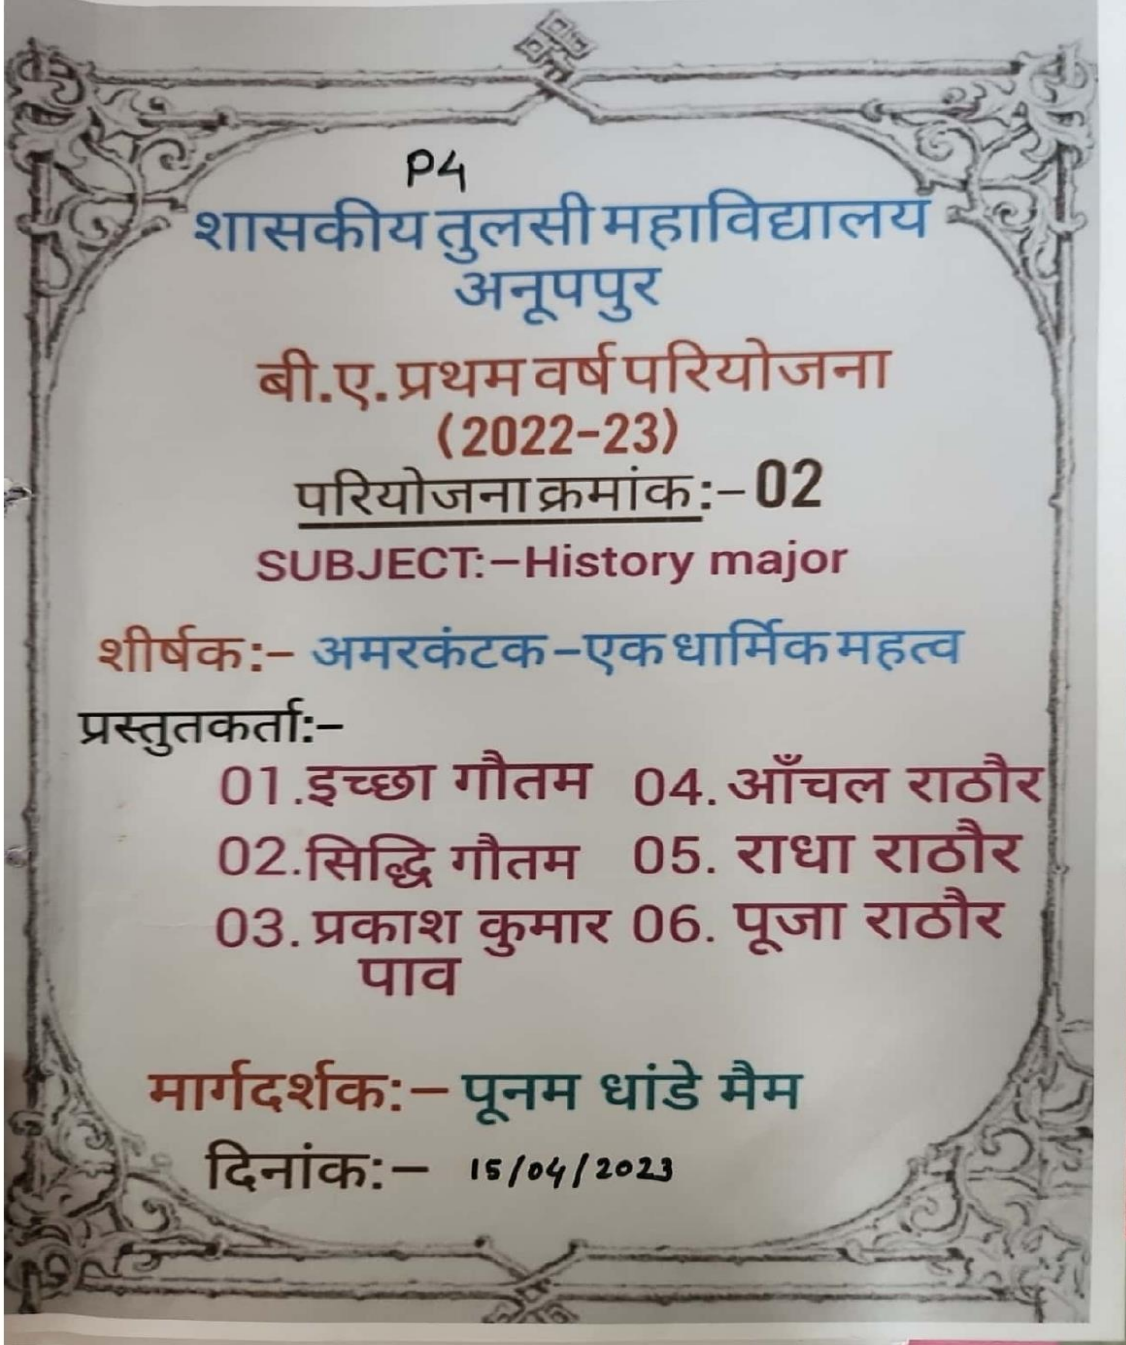 P4
शासकीय तुलसी महाविद्यालय
अनूपपुर
बी.ए. प्रथम वर्ष परियोजना
(2022-23)
परियोजना क्रमांक:- 02
SUBJECT:-History major
शीर्षक:- अमरकंटक-एक धार्मिक महत्व
प्रस्तुतकर्ता:-
01.इच्छा गौतम 04. आँचल राठौर
02.सिद्धि गौतम 05. राधा राठौर
03. प्रकाश कुमार 06. पूजा राठौर
पाव
मार्गदर्शक:- पूनम धांडे मैम
दिनांक:- 15/04/2023